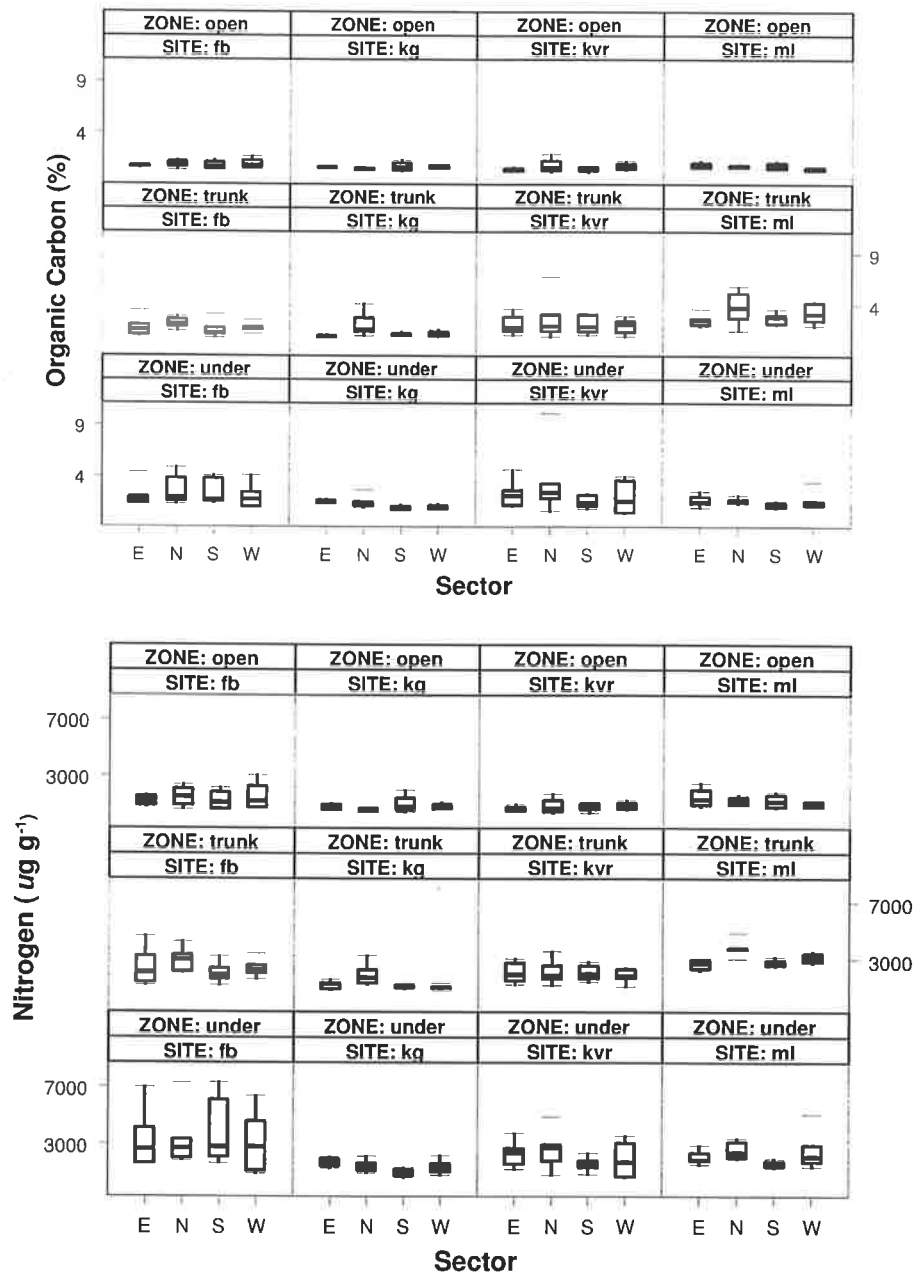 ZONE: open ZONE: open ZONE: open ZONE: open
SITE: fb SITE: kg SITE: kvr SITE: ml
9
4
ZONE: trunk ZONE: trunk ZONE: trunk ZONE: trunk
SITE: fb SITE: kg SITE: kvr SITE: ml
9
4
Organic Carbon (%)
ZONE: under ZONE: under ZONE: under ZONE: under
SITE: fb SITE: kg SITE: kvr SITE: ml
9
4
E N S W E N S W E N S W E N S W
Sector
ZONE: open ZONE: open ZONE: open ZONE: open
SITE: fb SITE: kg SITE: kvr SITE: ml
7000
3000
ZONE: trunk ZONE: trunk ZONE: trunk ZONE: trunk
SITE: fb SITE: kg SITE: kvr SITE: ml
7000
3000
Nitrogen ( ug g⁻¹)
ZONE: under ZONE: under ZONE: under ZONE: under
SITE: fb SITE: kg SITE: kvr SITE: ml
7000
3000
E N S W E N S W E N S W E N S W
Sector